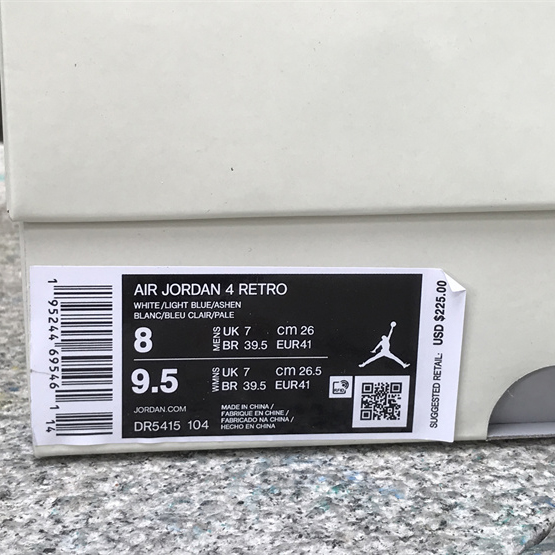 AIR JORDAN 4 RETRO
WHITE/LIGHT BLUE/ASHEN
BLANC/BLEU CLAIR/PALE
8 MENS UK 7 cm 26
BR 39.5 EUR41
9.5 WMNS UK 7 cm 26.5
BR 39.5 EUR41
JORDAN.COM
DR5415 104
MADE IN CHINA /
FABRIQUE EN CHINE /
FABRICADO NA CHINA /
HECHO EN CHINA
RFID
1 95244 69546 1 14
SUGGESTED RETAIL: USD $225.00